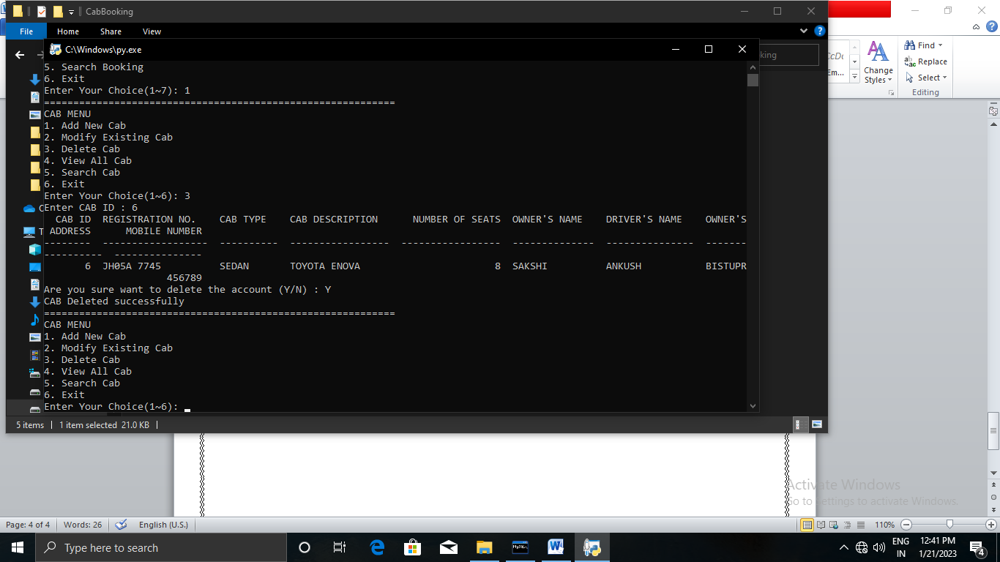 CabBooking
File Home Share View
C:\Windows\py.exe
5. Search Booking
6. Exit
Enter Your Choice(1~7): 1
============================================================
CAB MENU
1. Add New Cab
2. Modify Existing Cab
3. Delete Cab
4. View All Cab
5. Search Cab
6. Exit
Enter Your Choice(1~6): 3
Enter CAB ID : 6
CAB ID REGISTRATION NO. CAB TYPE CAB DESCRIPTION NUMBER OF SEATS OWNER'S NAME DRIVER'S NAME OWNER'S
ADDRESS MOBILE NUMBER
-------- ------------------ ---------- ----------------- ----------------- -------------- --------------- -------
---------- ---------------
6 JH05A 7745 SEDAN TOYOTA ENOVA 8 SAKSHI ANKUSH BISTUPR
456789
Are you sure want to delete the account (Y/N) : Y
CAB Deleted successfully
============================================================
CAB MENU
1. Add New Cab
2. Modify Existing Cab
3. Delete Cab
4. View All Cab
5. Search Cab
6. Exit
Enter Your Choice(1~6):
5 items 1 item selected 21.0 KB
king
CcDc
Em...
Change
Styles
Find
Replace
Select
Editing
Activate Windows
Go to Settings to activate Windows.
Page: 4 of 4 Words: 26 English (U.S.) 110%
Type here to search
MySQL
ENG
IN
12:41 PM
1/21/2023
4